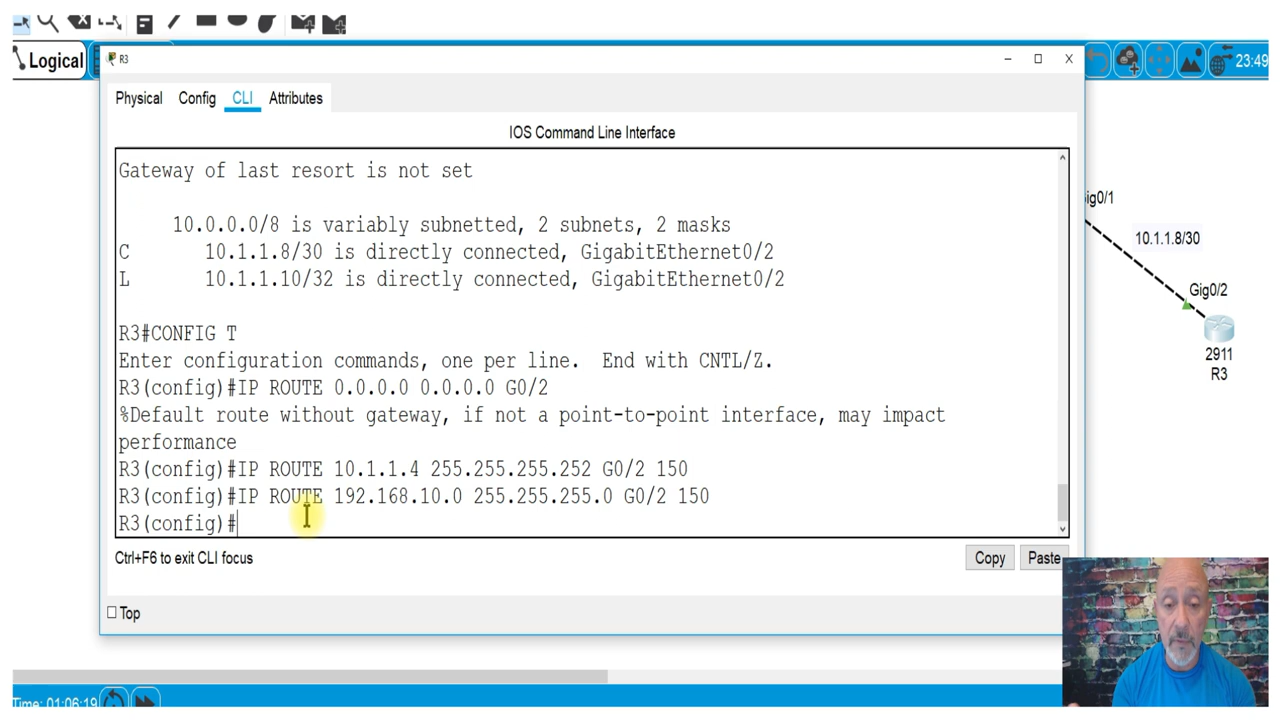 Logical
R3
23:49
Physical Config CLI Attributes
IOS Command Line Interface
Gateway of last resort is not set
10.0.0.0/8 is variably subnetted, 2 subnets, 2 masks
C 10.1.1.8/30 is directly connected, GigabitEthernet0/2
L 10.1.1.10/32 is directly connected, GigabitEthernet0/2
R3#CONFIG T
Enter configuration commands, one per line. End with CNTL/Z.
R3(config)#IP ROUTE 0.0.0.0 0.0.0.0 G0/2
%Default route without gateway, if not a point-to-point interface, may impact
performance
R3(config)#IP ROUTE 10.1.1.4 255.255.255.252 G0/2 150
R3(config)#IP ROUTE 192.168.10.0 255.255.255.0 G0/2 150
R3(config)#
Ctrl+F6 to exit CLI focus
Copy Paste
Top
ig0/1
10.1.1.8/30
Gig0/2
2911
R3
Time: 01:06:19